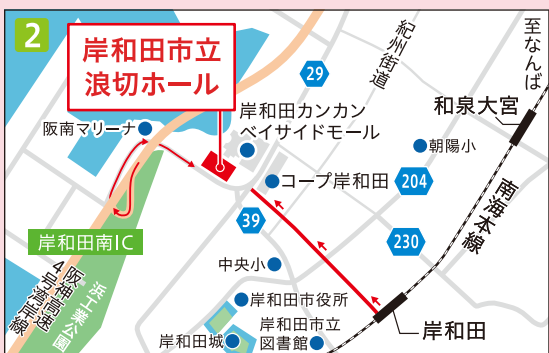 2
岸和田市立
浪切ホール
紀州街道
至なんば
29
和泉大宮
阪南マリーナ
岸和田カンカン
ベイサイドモール
朝陽小
コープ岸和田
204
南海本線
39
230
岸和田南IC
中央小
阪神高速
4号湾岸線
浜工業公園
岸和田市役所
岸和田城
岸和田市立
図書館
岸和田